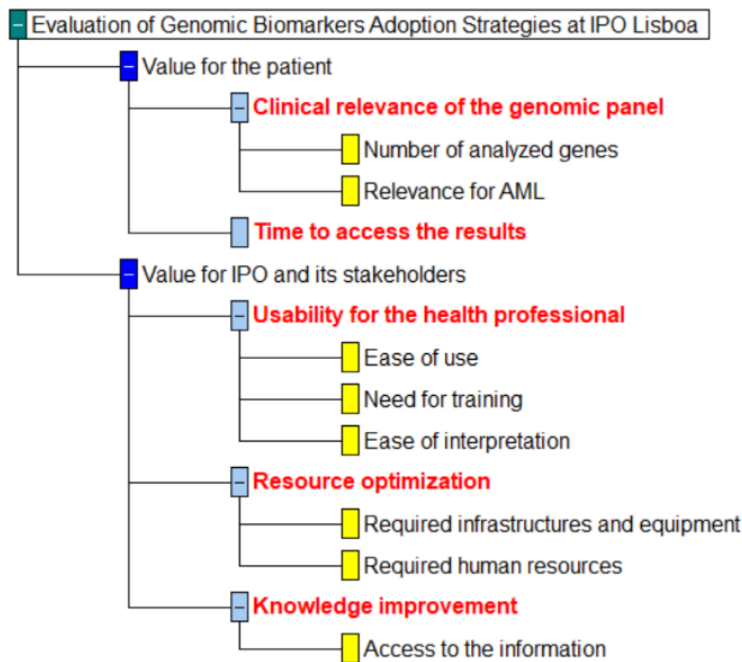 Evaluation of Genomic Biomarkers Adoption Strategies at IPO Lisboa
Value for the patient
Clinical relevance of the genomic panel
Number of analyzed genes
Relevance for AML
Time to access the results
Value for IPO and its stakeholders
Usability for the health professional
Ease of use
Need for training
Ease of interpretation
Resource optimization
Required infrastructures and equipment
Required human resources
Knowledge improvement
Access to the information